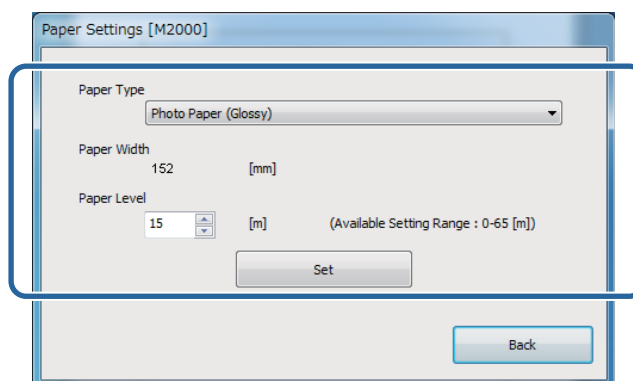 Paper Settings [M2000]
Paper Type
Photo Paper (Glossy)
Paper Width
152 [mm]
Paper Level
15 [m] (Available Setting Range : 0-65 [m])
Set
Back